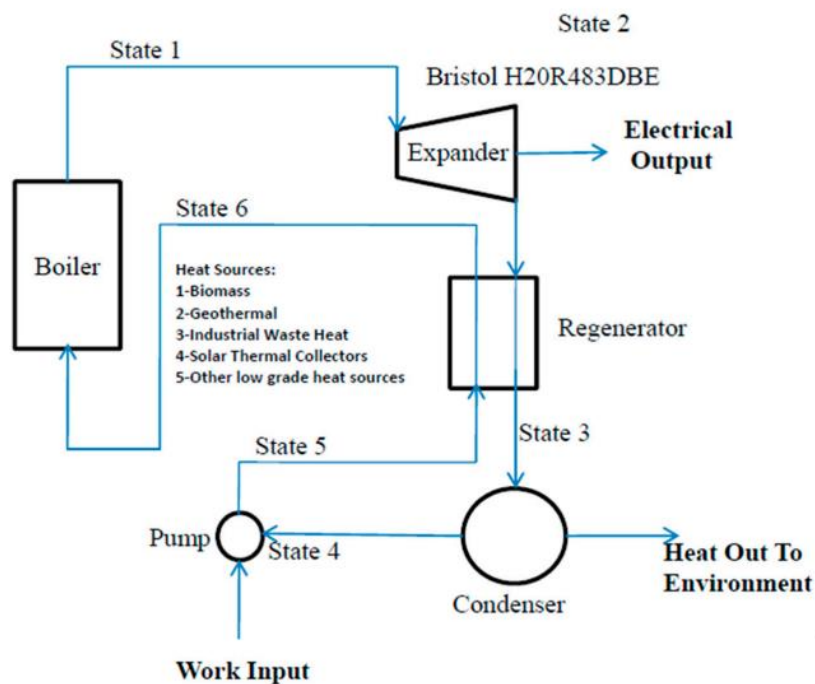 State 2
State 1
Bristol H20R483DBE
Expander
Electrical
Output
State 6
Boiler
Heat Sources:
1-Biomass
2-Geothermal
3-Industrial Waste Heat
4-Solar Thermal Collectors
5-Other low grade heat sources
Regenerator
State 3
State 5
Pump
State 4
Heat Out To
Environment
Condenser
Work Input